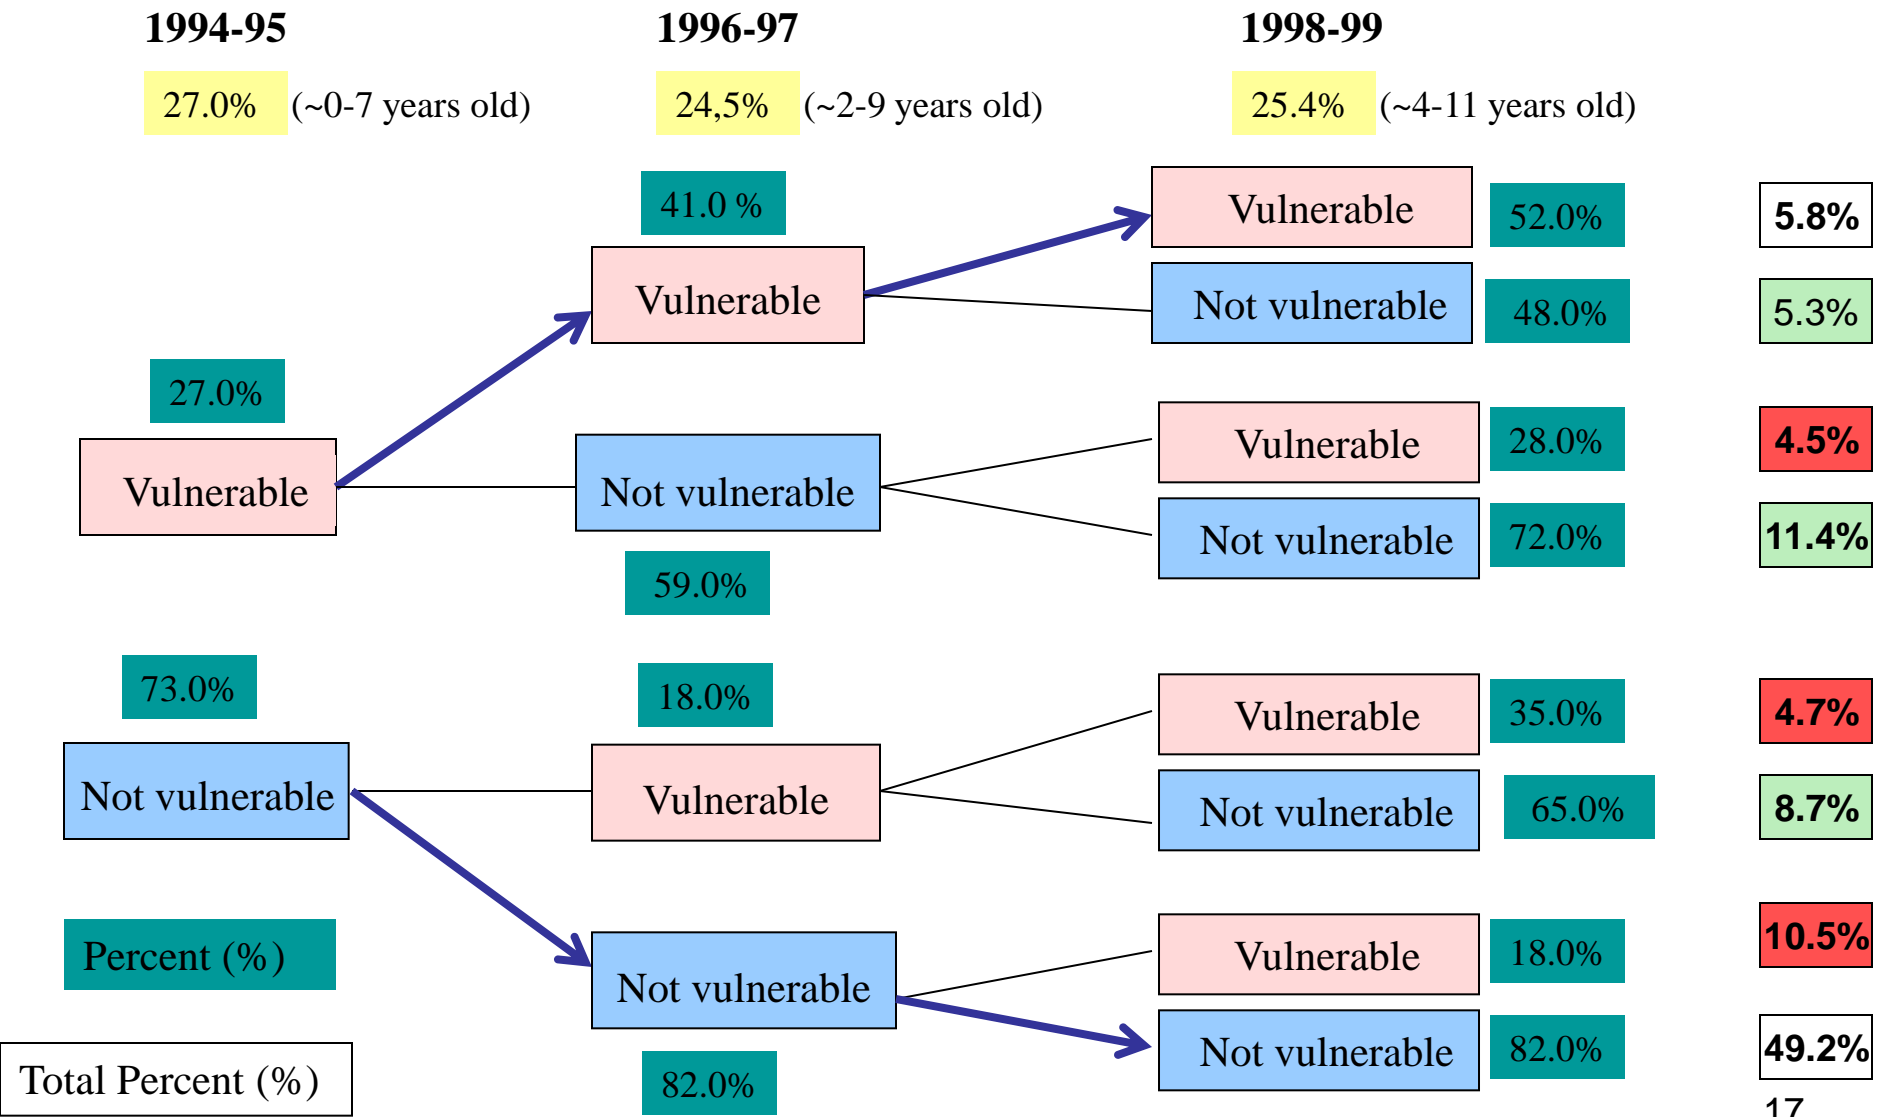 1994-95 1996-97 1998-99
27.0% (~0-7 years old) 24,5% (~2-9 years old) 25.4% (~4-11 years old)
41.0 %
Vulnerable 52.0% 5.8%
Vulnerable
Not vulnerable 48.0% 5.3%
27.0%
Vulnerable 28.0% 4.5%
Vulnerable Not vulnerable
Not vulnerable 72.0% 11.4%
59.0%
73.0% 18.0%
Vulnerable 35.0% 4.7%
Not vulnerable Vulnerable
Not vulnerable 65.0% 8.7%
Percent (%)
Vulnerable 18.0% 10.5%
Not vulnerable
Not vulnerable 82.0% 49.2%
Total Percent (%) 82.0%
17